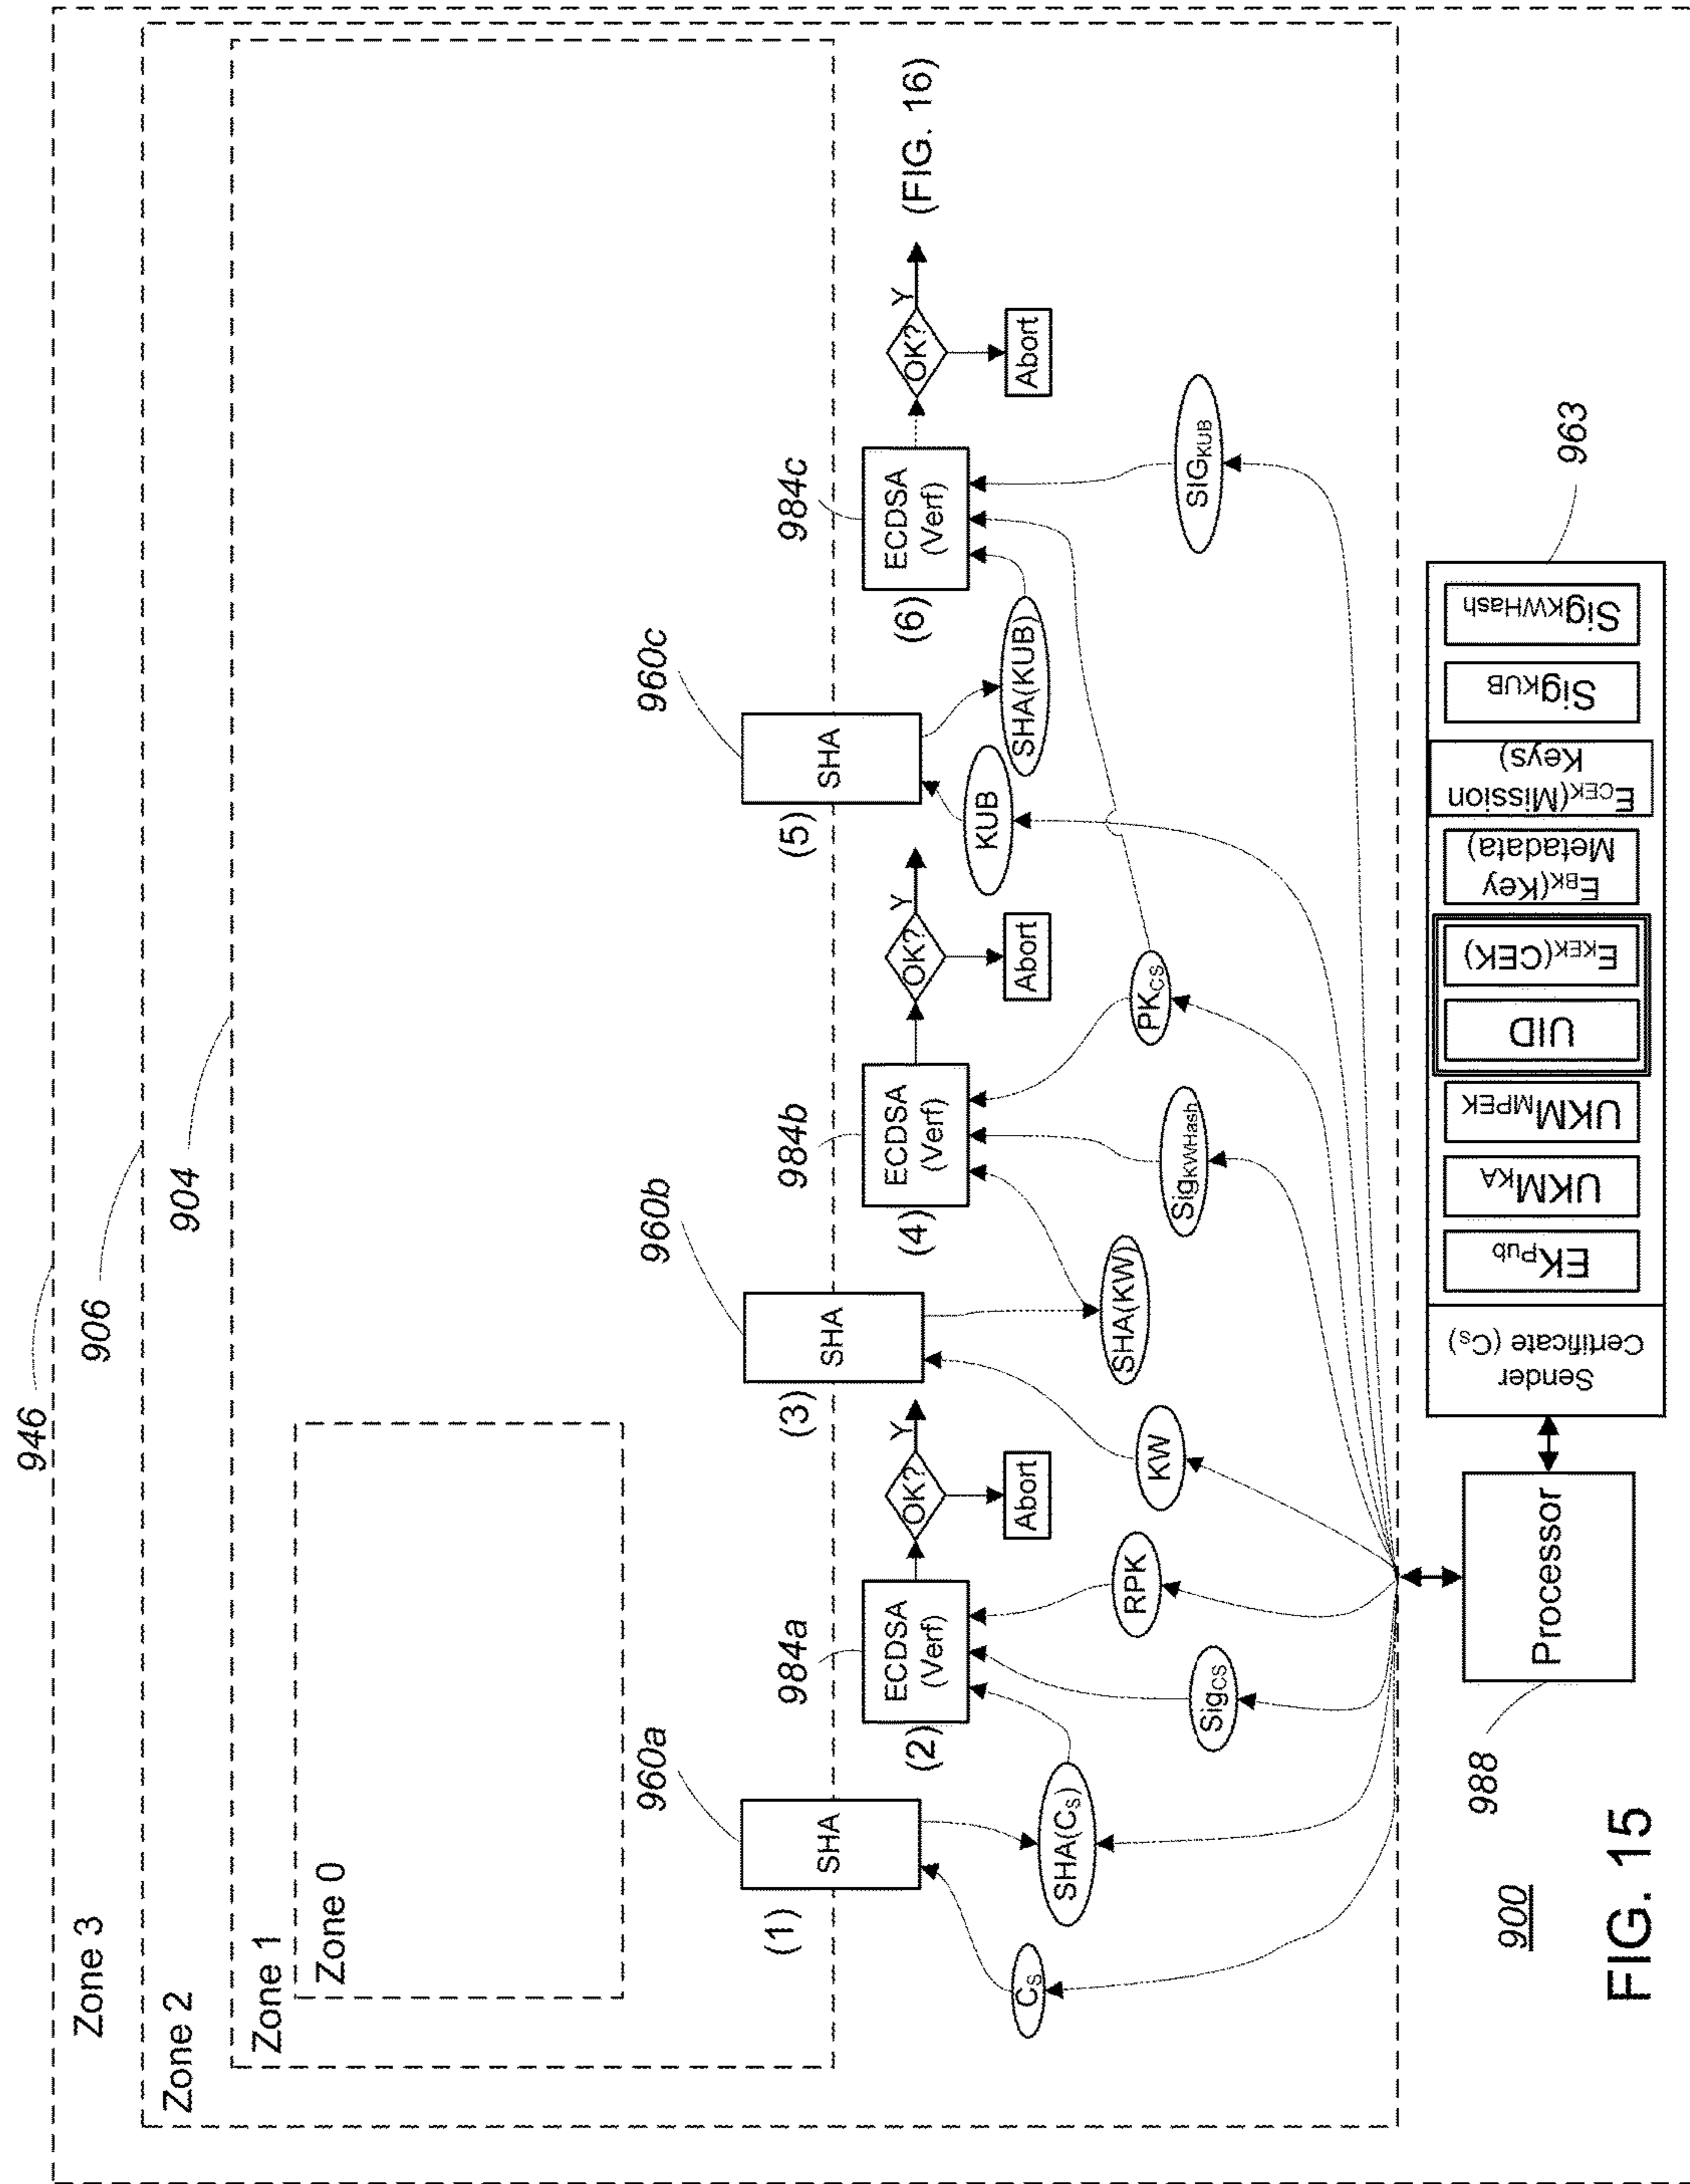 946
906
904
Zone 3
Zone 2
Zone 1
Zone 0
960a
960b
960c
(1)
SHA
(3)
SHA
(5)
SHA
984a
984b
984c
(2)
ECDSA
(Verf)
OK?
Y
Abort
(4)
ECDSA
(Verf)
OK?
Y
Abort
(6)
ECDSA
(Verf)
OK?
Y
Abort
(FIG. 16)
CS
SHA(CS)
SigCS
RPK
KW
SHA(KW)
SigKWHash
PKCS
KUB
SHA(KUB)
SIGKUB
Processor
988
Sender
Certificate (CS)
EKPub
UKMKA
UKMMPEK
UID
EKEK(CEK)
EBK(Key
Metadata)
ECEK(Mission
Keys)
SigKUB
SigKWHash
963
900
FIG. 15